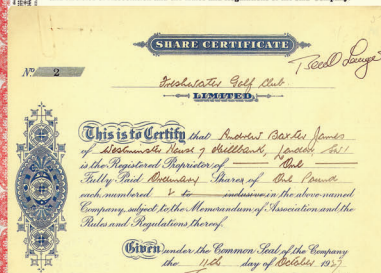 SHARE CERTIFICATE
No 2
Freshwater Golf Club.
LIMITED.
This is to Certify that Andrew Baxter James
of Westminster House 7 Millbank, London S.W.1
is the Registered Proprietor of One
Fully Paid Ordinary Shares of One Pound
each, numbered 2 to inclusive in the above-named
Company, subject to the Memorandum of Association and the
Rules and Regulations thereof.
Given under the Common Seal of the Company
the 11th day of October 19